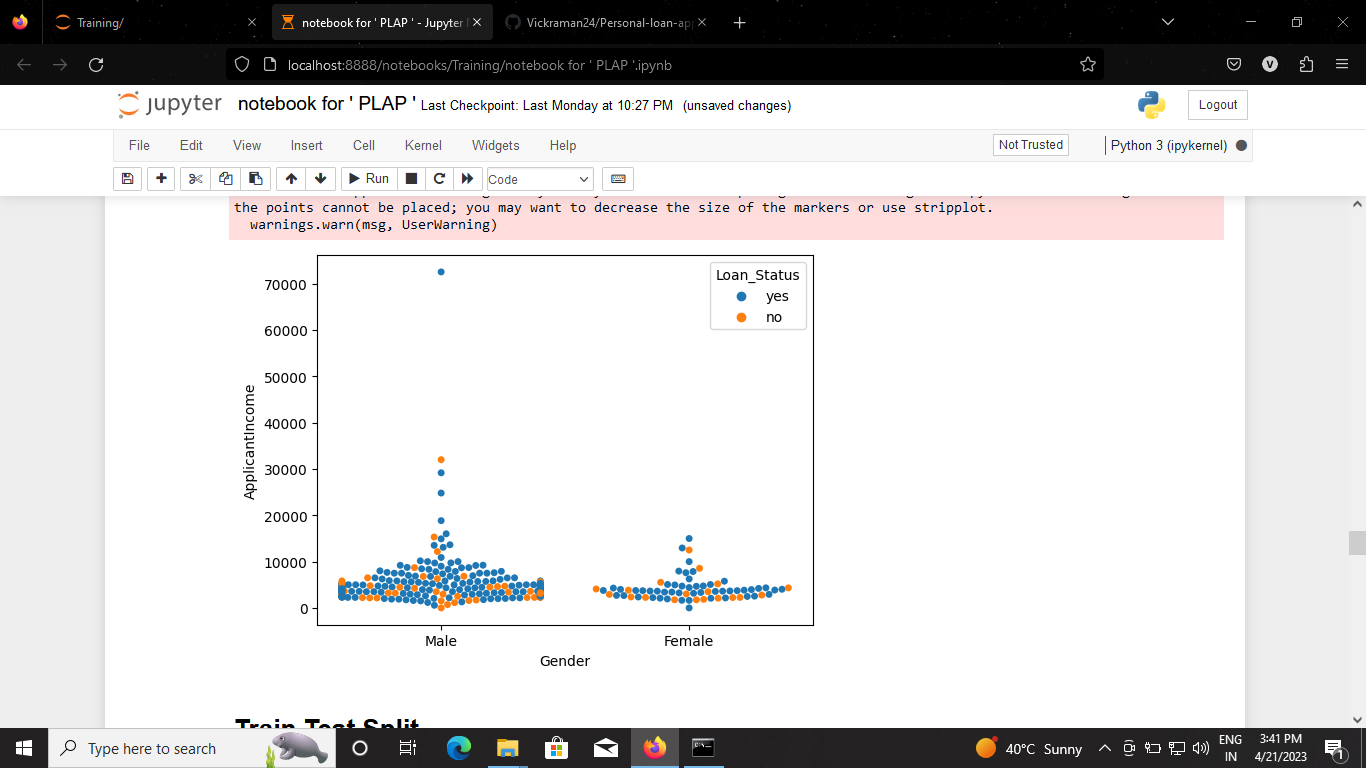 Training/
notebook for ' PLAP ' - Jupyter
Vickraman24/Personal-loan-ap
localhost:8888/notebooks/Training/notebook for ' PLAP '.ipynb
V
jupyter notebook for ' PLAP ' Last Checkpoint: Last Monday at 10:27 PM (unsaved changes)
Logout
File Edit View Insert Cell Kernel Widgets Help
Not Trusted
Python 3 (ipykernel)
Run
Code
the points cannot be placed; you may want to decrease the size of the markers or use stripplot.
warnings.warn(msg, UserWarning)
Loan_Status
yes
no
70000
60000
50000
40000
30000
20000
10000
0
ApplicantIncome
Male Female
Gender
Train Test Split
Type here to search
40°C Sunny
ENG
IN
3:41 PM
4/21/2023
1